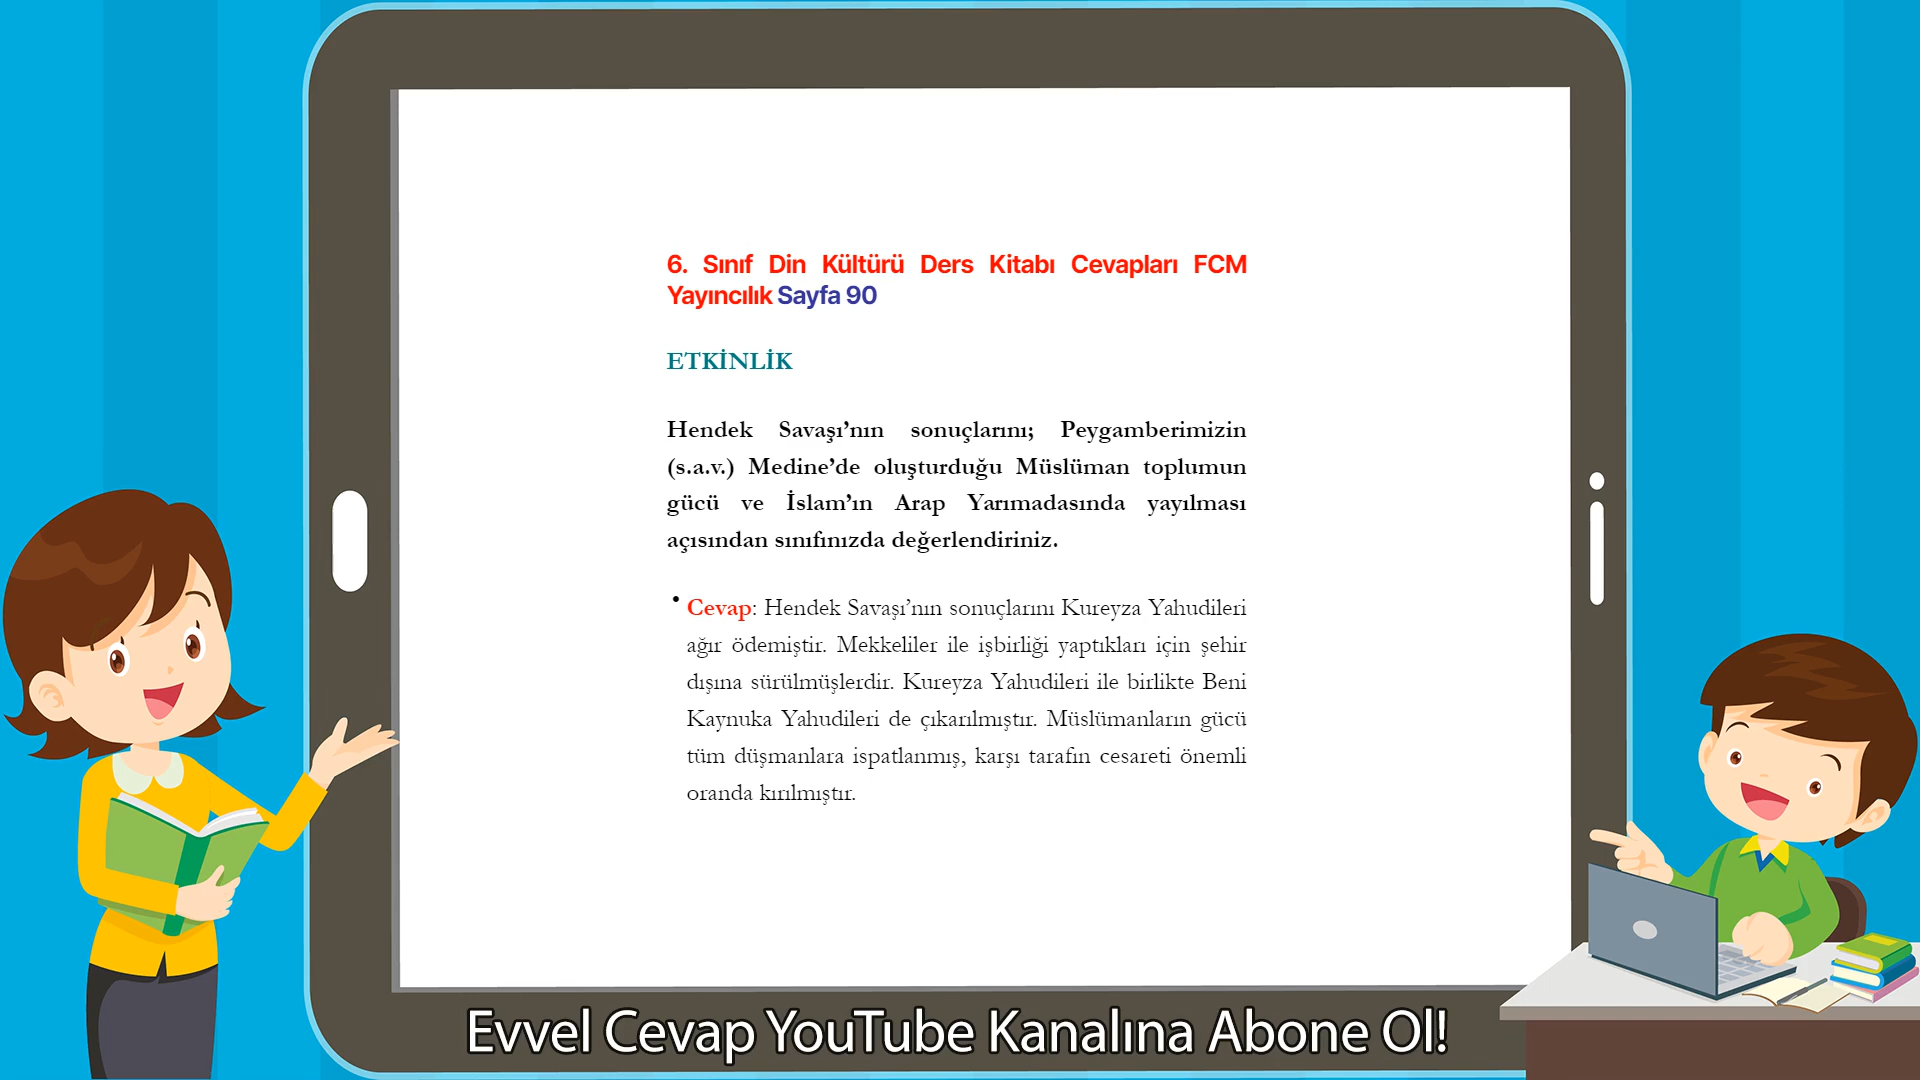 6. Sınıf Din Kültürü Ders Kitabı Cevapları FCM
Yayıncılık Sayfa 90
ETKİNLİK
Hendek Savaşı’nın sonuçlarını; Peygamberimizin
(s.a.v.) Medine’de oluşturduğu Müslüman toplumun
gücü ve İslam’ın Arap Yarımadasında yayılması
açısından sınıfınızda değerlendiriniz.
• Cevap: Hendek Savaşı’nın sonuçlarını Kureyza Yahudileri
ağır ödemiştir. Mekkeliler ile işbirliği yaptıkları için şehir
dışına sürülmüşlerdir. Kureyza Yahudileri ile birlikte Beni
Kaynuka Yahudileri de çıkarılmıştır. Müslümanların gücü
tüm düşmanlara ispatlanmış, karşı tarafın cesareti önemli
oranda kırılmıştır.
Evvel Cevap YouTube Kanalına Abone Ol!